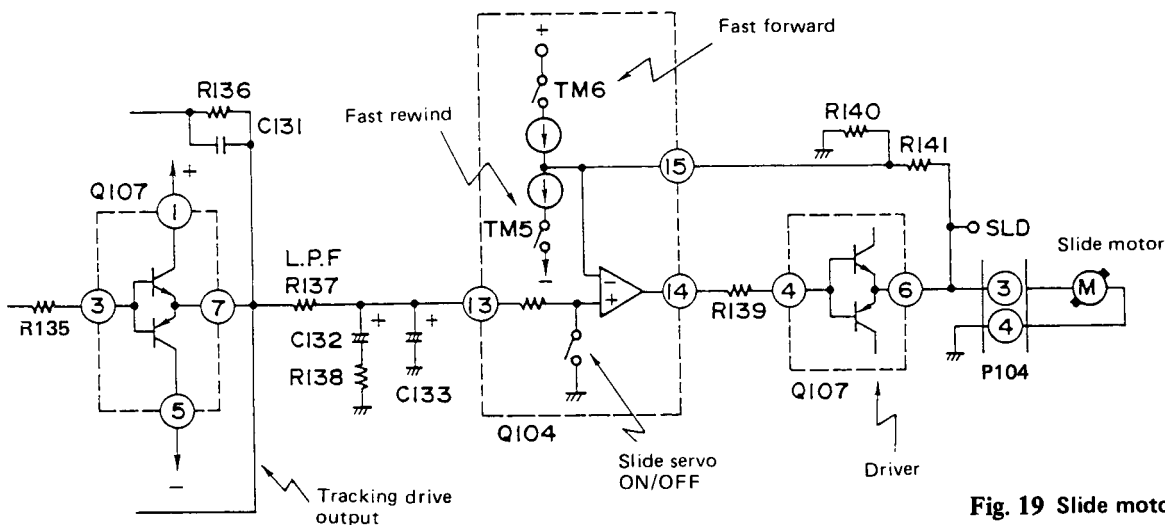 Fast forward
+
TM6
Fast rewind
R136
C131
R140
R141
+
Q107
1
15
TM5
SLD
Slide motor
L.P.F
R137
−
3
7
13
−
+
14
4
6
3
M
R135
+
+
R139
C132
4
R138
C133
P104
5
Q104
Q107
−
Slide servo
ON/OFF
Driver
Tracking drive
output
Fig. 19 Slide moto